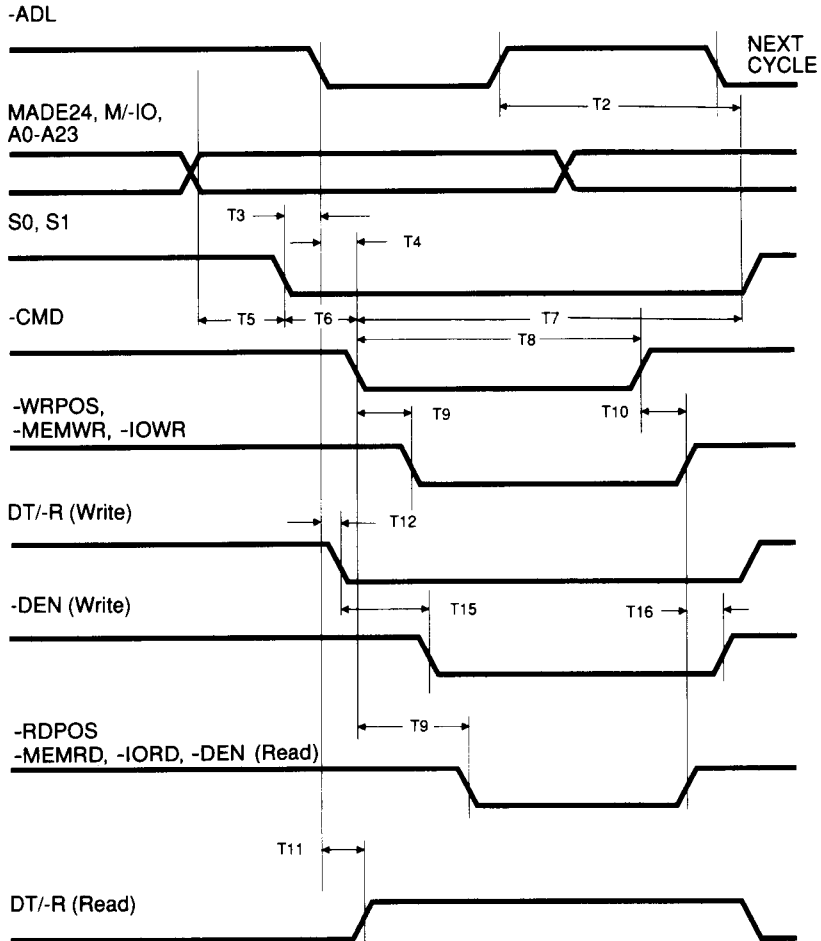 -ADL
NEXT
CYCLE
T2
MADE24, M/-IO,
A0-A23
T3
S0, S1
T4
-CMD
T5
T6
T7
T8
-WRPOS,
-MEMWR, -IOWR
T9
T10
DT/-R (Write)
T12
-DEN (Write)
T15
T16
-RDPOS
-MEMRD, -IORD, -DEN (Read)
T9
T11
DT/-R (Read)